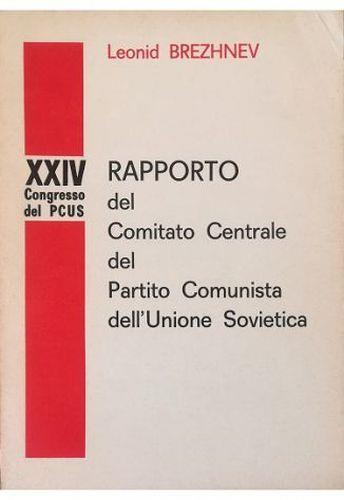 Leonid BREZHNEV
XXIV
Congresso
del PCUS
RAPPORTO
del
Comitato Centrale
del
Partito Comunista
dell'Unione Sovietica